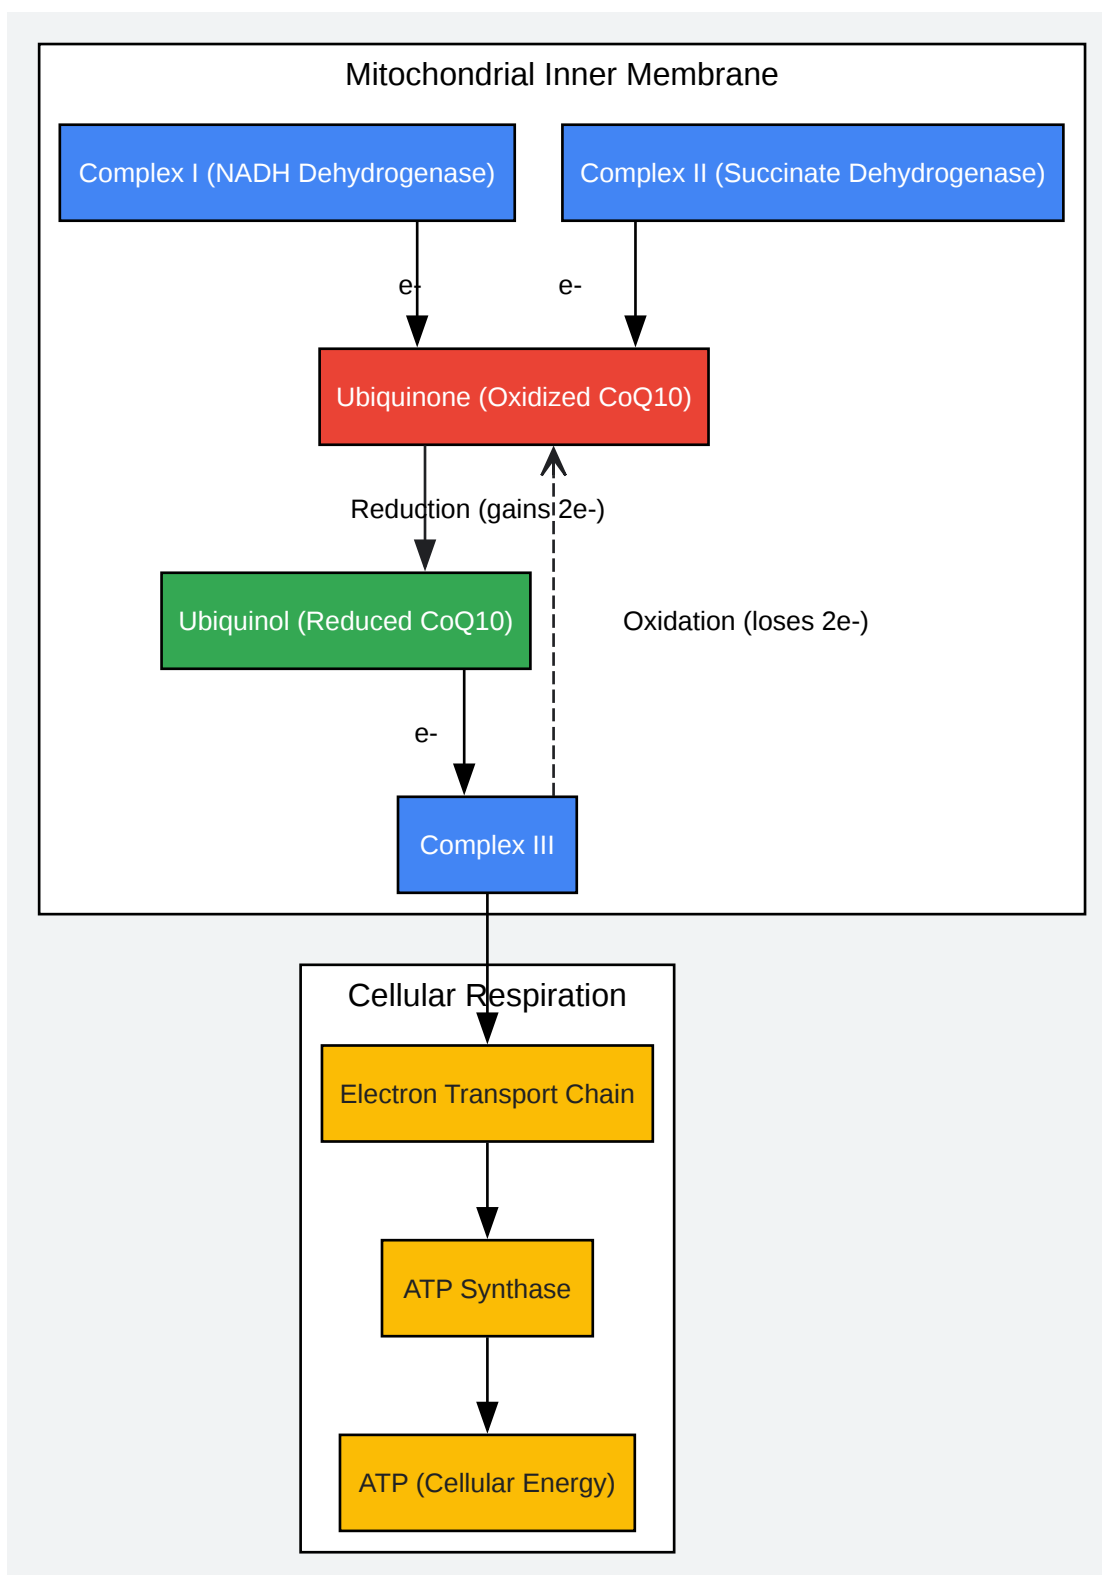 Mitochondrial Inner Membrane
Complex I (NADH Dehydrogenase)
Complex II (Succinate Dehydrogenase)
e-
e-
Ubiquinone (Oxidized CoQ10)
Reduction (gains 2e-)
Ubiquinol (Reduced CoQ10)
Oxidation (loses 2e-)
e-
Complex III
Cellular Respiration
Electron Transport Chain
ATP Synthase
ATP (Cellular Energy)